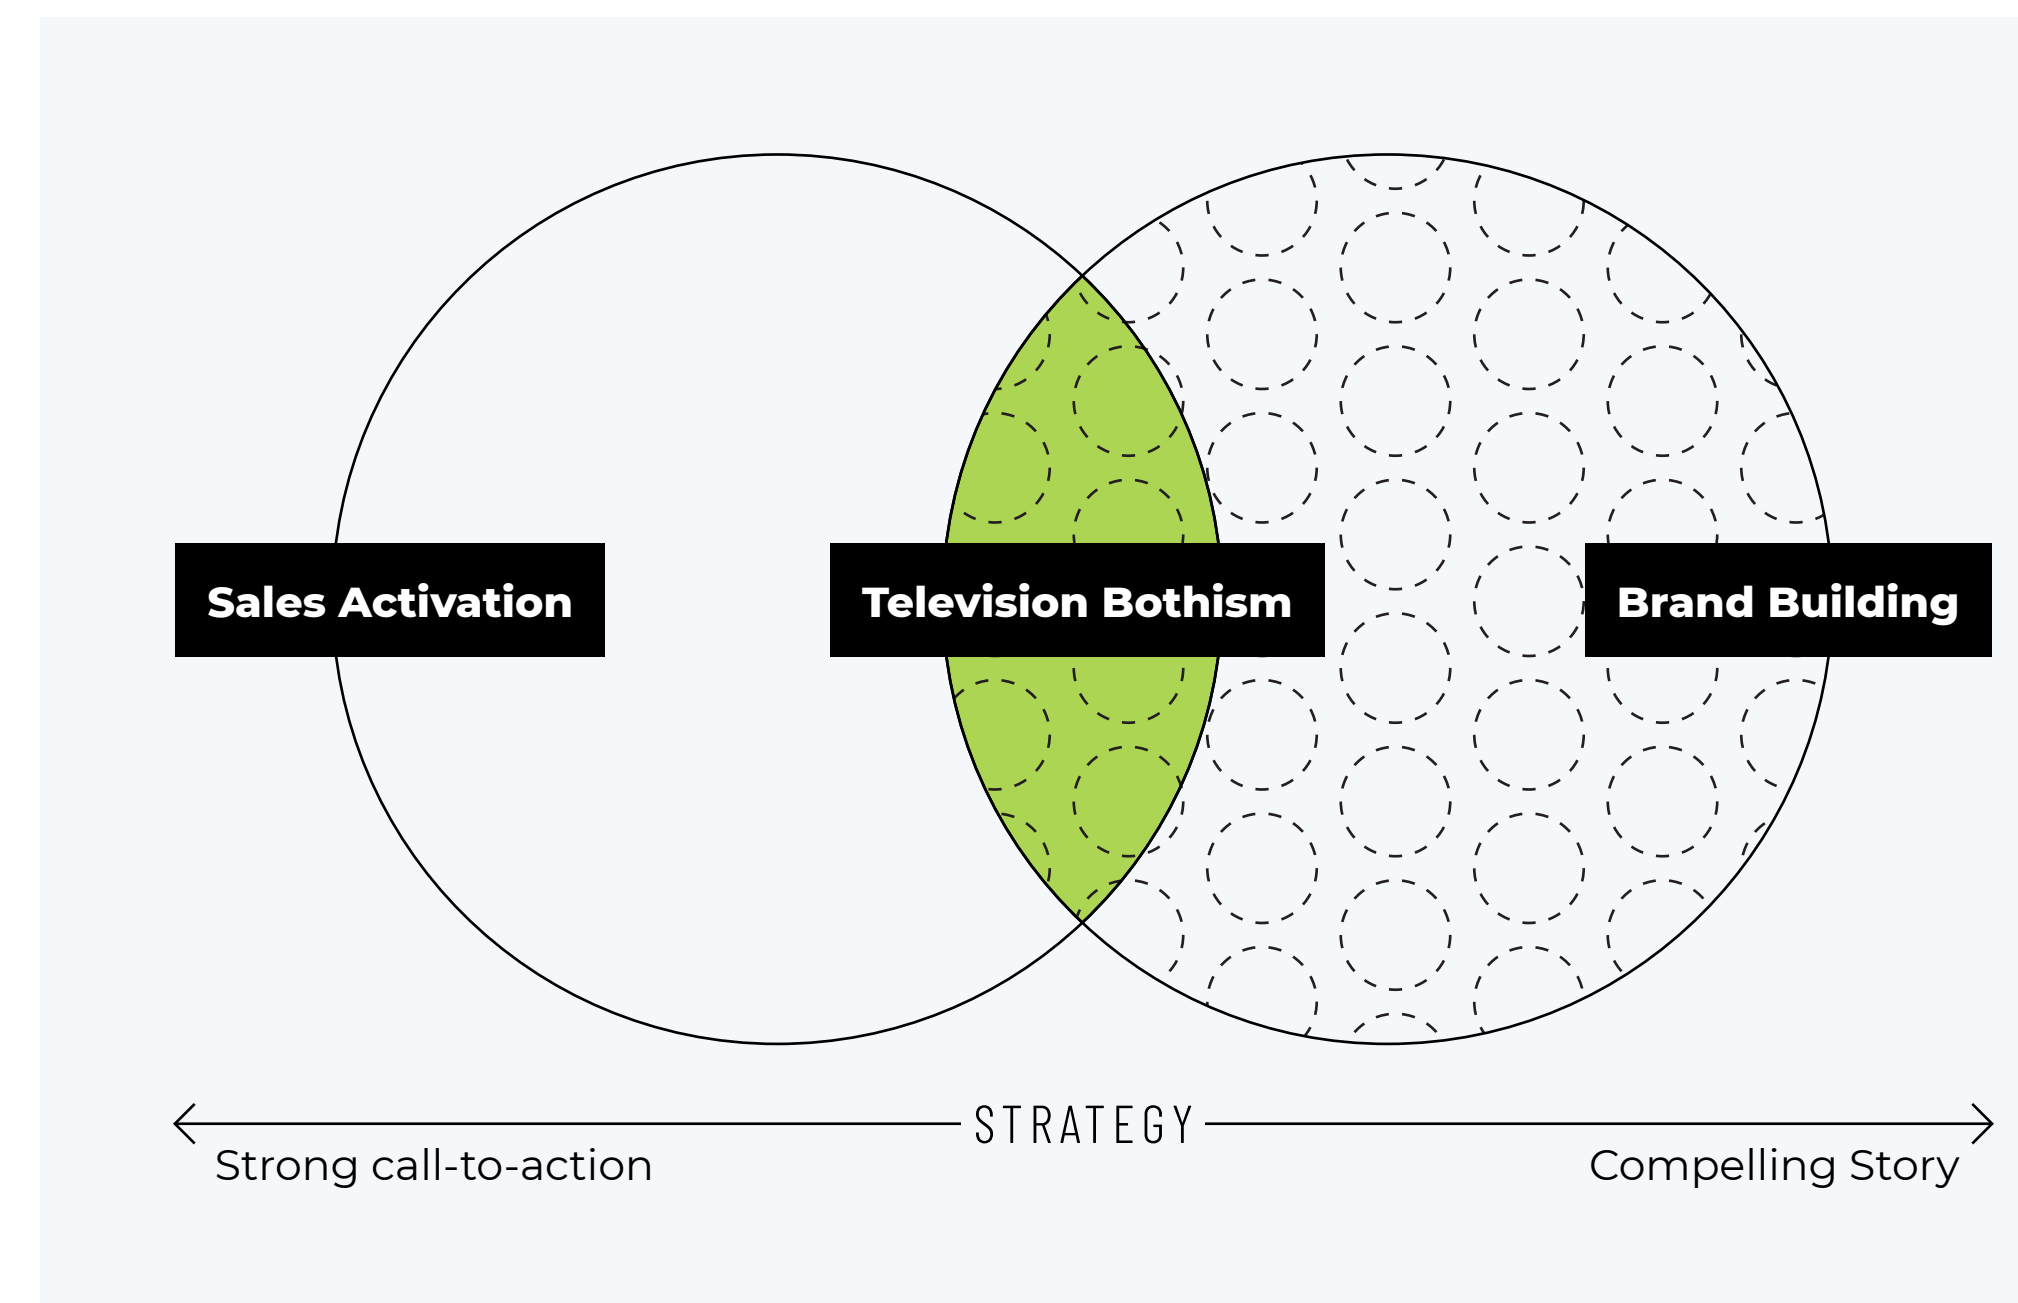 Sales Activation
Television Bothism
Brand Building
STRATEGY
Strong call-to-action
Compelling Story